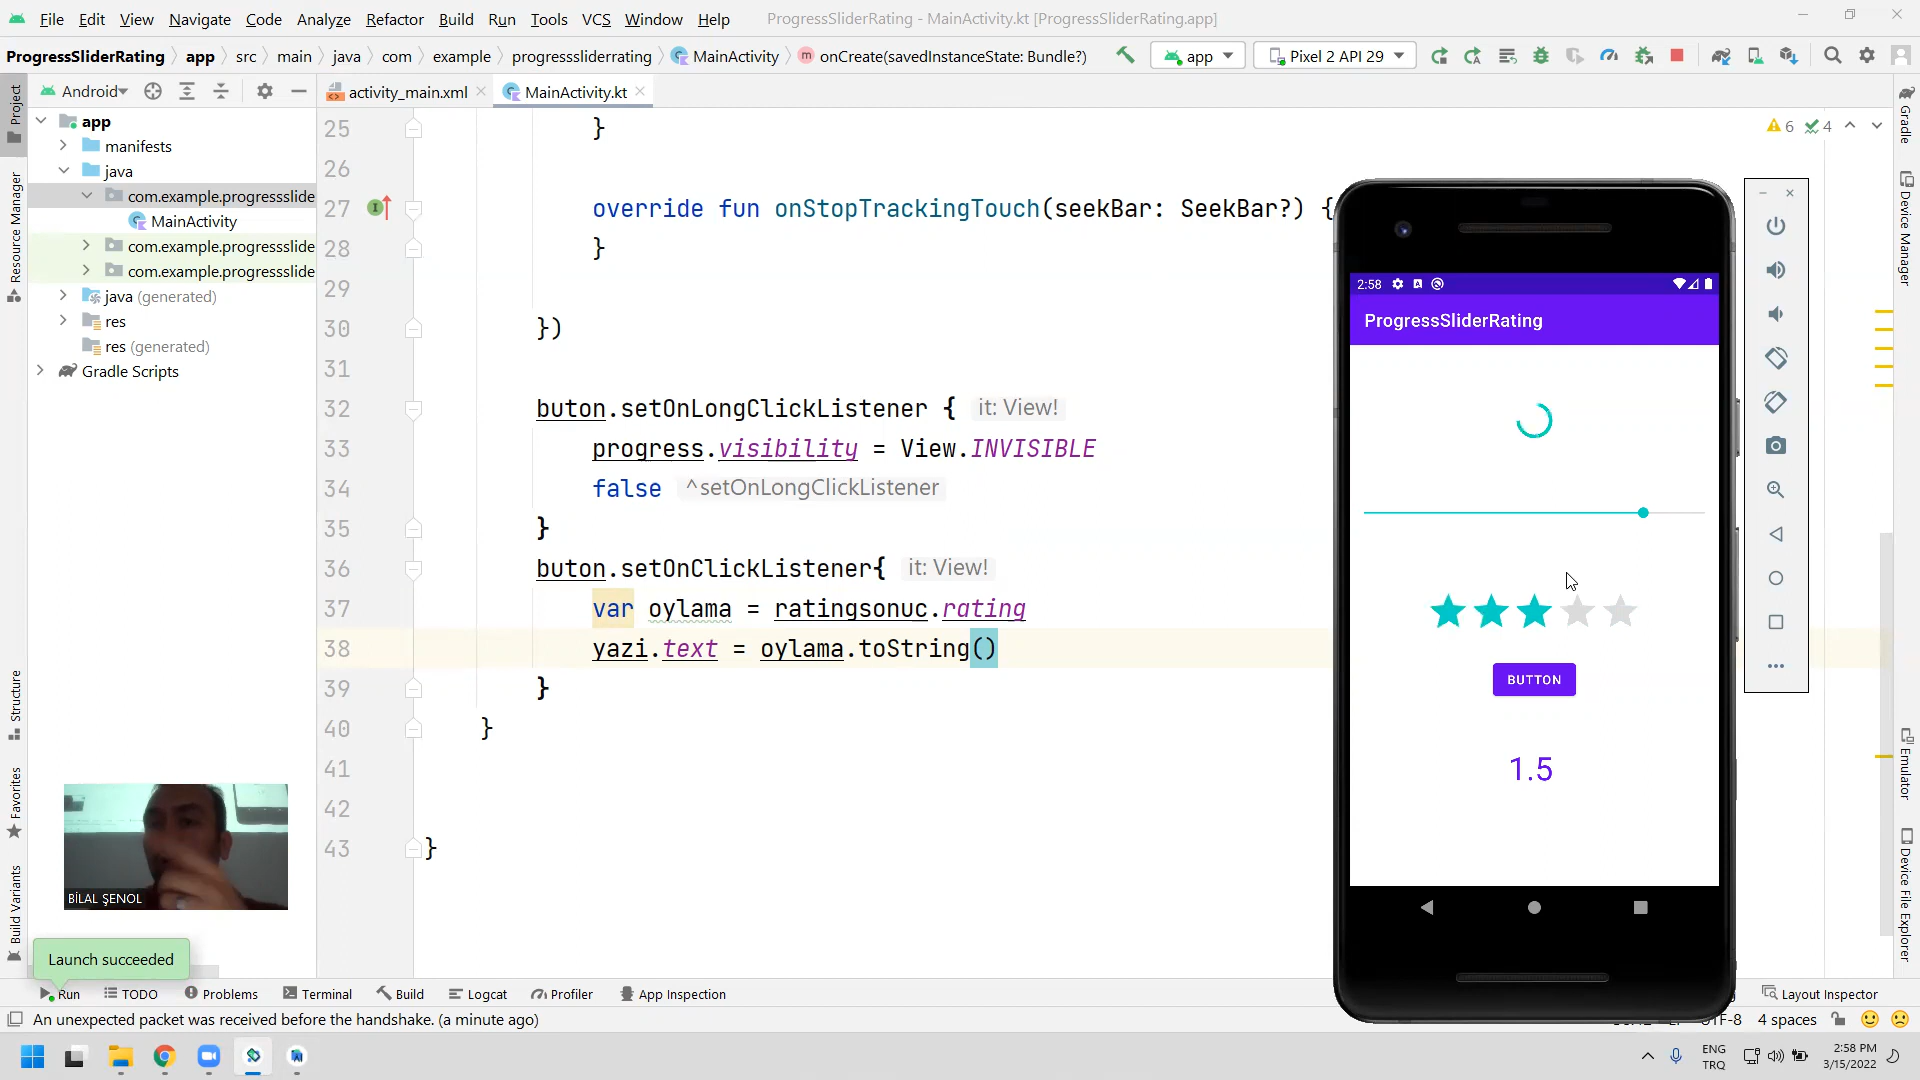 File Edit View Navigate Code Analyze Refactor Build Run Tools VCS Window Help ProgressSliderRating - MainActivity.kt [ProgressSliderRating.app]
ProgressSliderRating app src main java com example progresssliderrating MainActivity onCreate(savedInstanceState: Bundle?) app Pixel 2 API 29
Android activity_main.xml MainActivity.kt
Project
Resource Manager
Structure
Favorites
Build Variants
app
manifests
java
com.example.progressslide
MainActivity
com.example.progressslide
com.example.progressslide
java (generated)
res
res (generated)
Gradle Scripts
6 4
25 }
26
27 override fun onStopTrackingTouch(seekBar: SeekBar?) {
28 }
29
30 })
31
32 buton.setOnLongClickListener { it: View!
33 progress.visibility = View.INVISIBLE
34 false ^setOnLongClickListener
35 }
36 buton.setOnClickListener{ it: View!
37 var oylama = ratingsonuc.rating
38 yazi.text = oylama.toString()
39 }
40 }
41
42
43 }
2:58
ProgressSliderRating
BUTTON
1.5
Gradle
Device Manager
Emulator
Device File Explorer
BİLAL ŞENOL
Launch succeeded
Run TODO Problems Terminal Build Logcat Profiler App Inspection Layout Inspector
An unexpected packet was received before the handshake. (a minute ago) UTF-8 4 spaces
ENG
TRQ
2:58 PM
3/15/2022